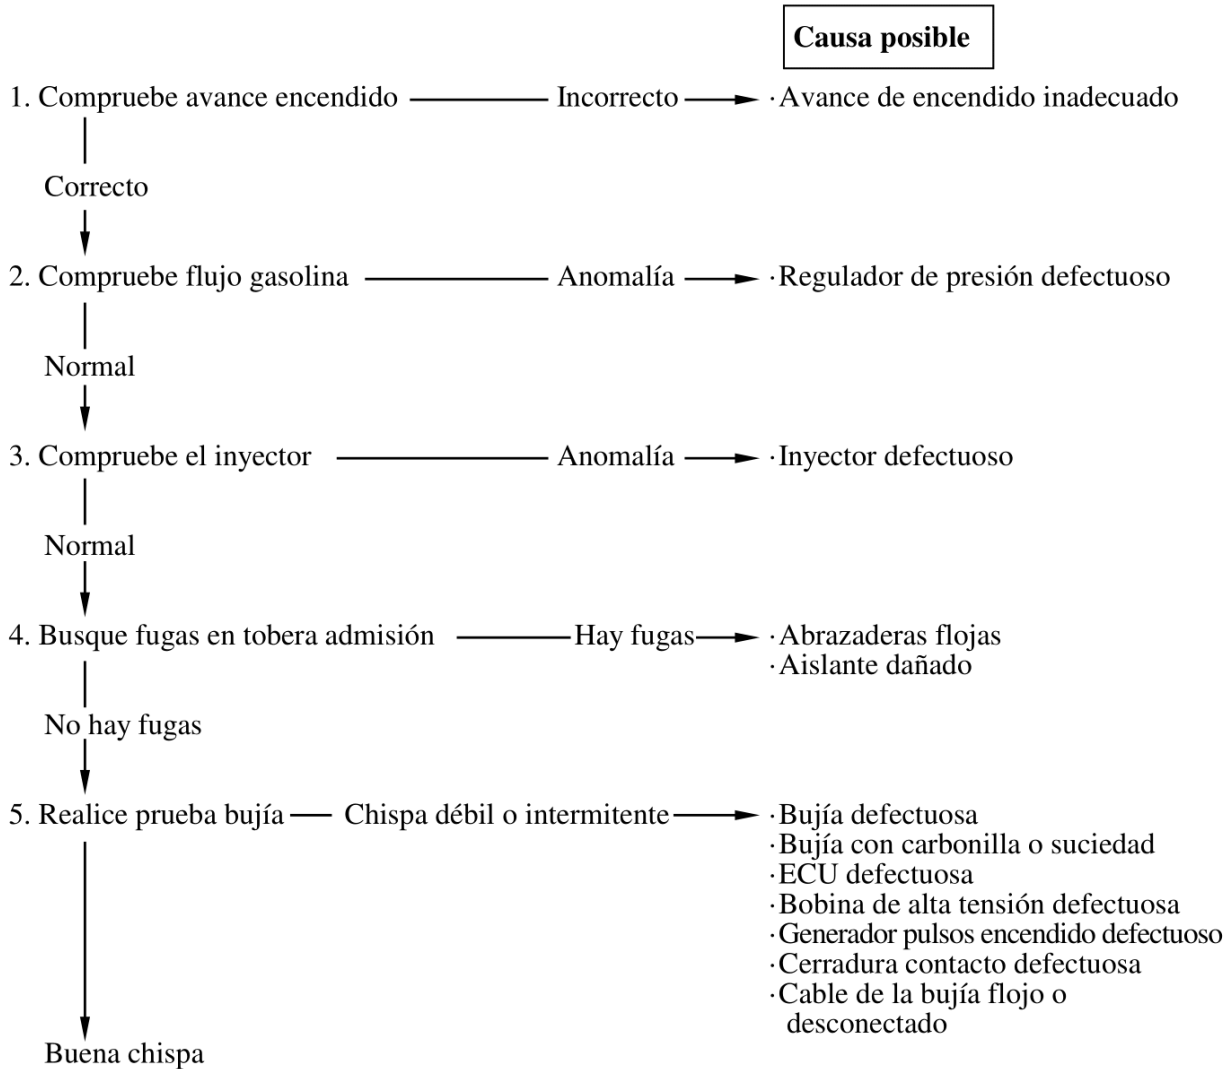 Causa posible
1. Compruebe avance encendido Incorrecto ·Avance de encendido inadecuado
Correcto
2. Compruebe flujo gasolina Anomalía ·Regulador de presión defectuoso
Normal
3. Compruebe el inyector Anomalía ·Inyector defectuoso
Normal
4. Busque fugas en tobera admisión Hay fugas ·Abrazaderas flojas
·Aislante dañado
No hay fugas
5. Realice prueba bujía Chispa débil o intermitente ·Bujía defectuosa
·Bujía con carbonilla o suciedad
·ECU defectuosa
·Bobina de alta tensión defectuosa
·Generador pulsos encendido defectuoso
·Cerradura contacto defectuosa
·Cable de la bujía flojo o
desconectado
Buena chispa